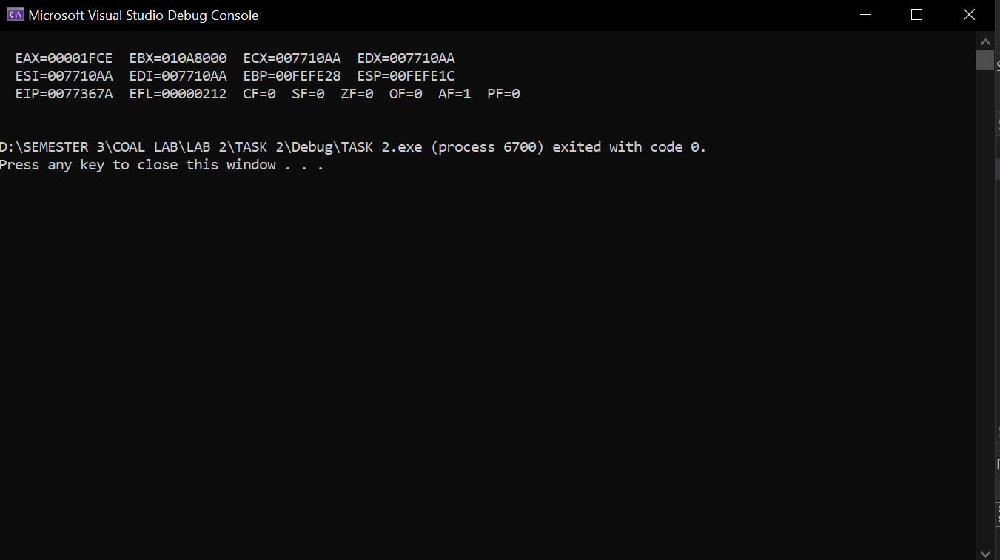 Microsoft Visual Studio Debug Console
EAX=00001FCE  EBX=010A8000  ECX=007710AA  EDX=007710AA
ESI=007710AA  EDI=007710AA  EBP=00FEFE28  ESP=00FEFE1C
EIP=0077367A  EFL=00000212  CF=0  SF=0  ZF=0  OF=0  AF=1  PF=0
D:\SEMESTER 3\COAL LAB\LAB 2\TASK 2\Debug\TASK 2.exe (process 6700) exited with code 0.
Press any key to close this window . . .